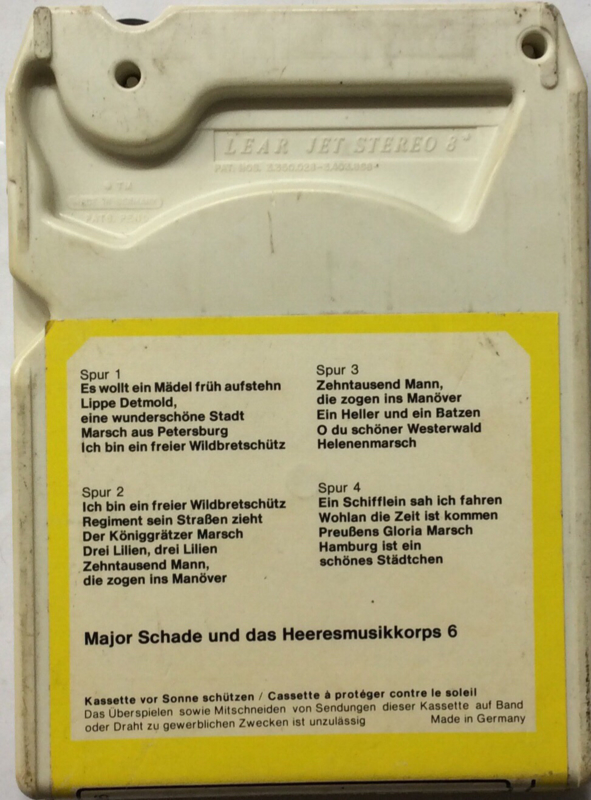 LEAR JET STEREO 8
PAT. NOS.
TM
Spur 1
Es wollt ein Mädel früh aufstehn
Lippe Detmold,
eine wunderschöne Stadt
Marsch aus Petersburg
Ich bin ein freier Wildbretschütz
Spur 2
Ich bin ein freier Wildbretschütz
Regiment sein Straßen zieht
Der Königgrätzer Marsch
Drei Lilien, drei Lilien
Zehntausend Mann,
die zogen ins Manöver
Spur 3
Zehntausend Mann,
die zogen ins Manöver
Ein Heller und ein Batzen
O du schöner Westerwald
Helenenmarsch
Spur 4
Ein Schifflein sah ich fahren
Wohlan die Zeit ist kommen
Preußens Gloria Marsch
Hamburg ist ein
schönes Städtchen
Major Schade und das Heeresmusikkorps 6
Kassette vor Sonne schützen / Cassette à protéger contre le soleil
Das Überspielen sowie Mitschneiden von Sendungen dieser Kassette auf Band
oder Draht zu gewerblichen Zwecken ist unzulässig Made in Germany